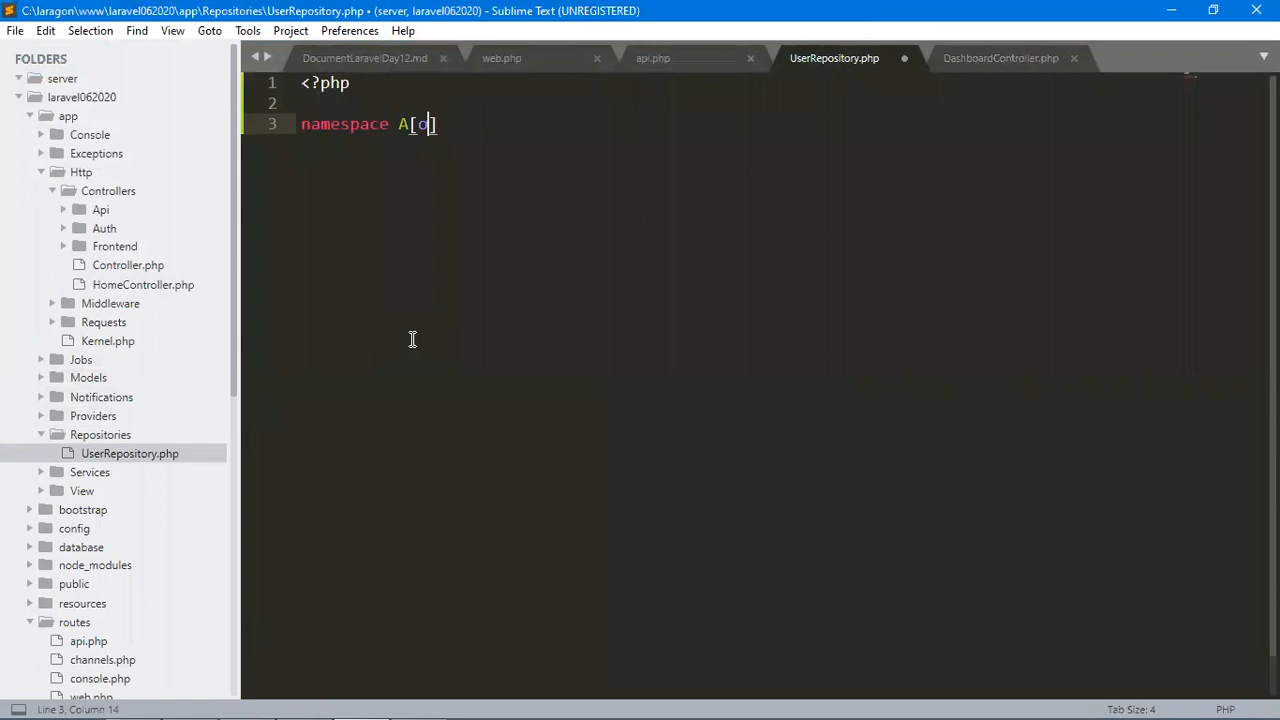 C:\laragon\www\laravel062020\app\Repositories\UserRepository.php • (server, laravel062020) - Sublime Text (UNREGISTERED)
File Edit Selection Find View Goto Tools Project Preferences Help
FOLDERS
server
laravel062020
app
Console
Exceptions
Http
Controllers
Api
Auth
Frontend
Controller.php
HomeController.php
Middleware
Requests
Kernel.php
Jobs
Models
Notifications
Providers
Repositories
UserRepository.php
Services
View
bootstrap
config
database
node_modules
public
resources
routes
api.php
channels.php
console.php
web.php
DocumentLaravelDay12.md web.php api.php UserRepository.php DashboardController.php
1 <?php
2
3 namespace A[o]
Line 3, Column 14 Tab Size: 4 PHP